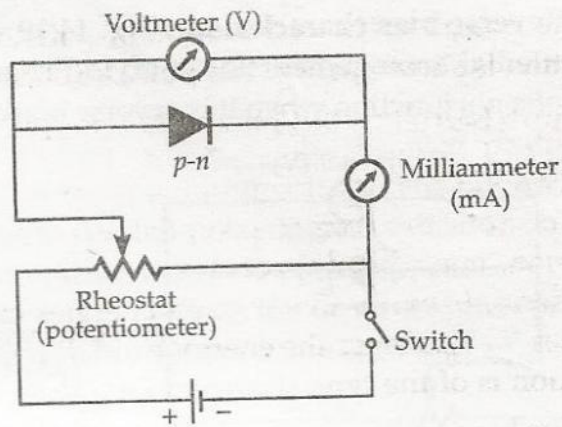 Voltmeter (V)
p-n
Milliammeter
(mA)
Rheostat
(potentiometer)
Switch
+ −